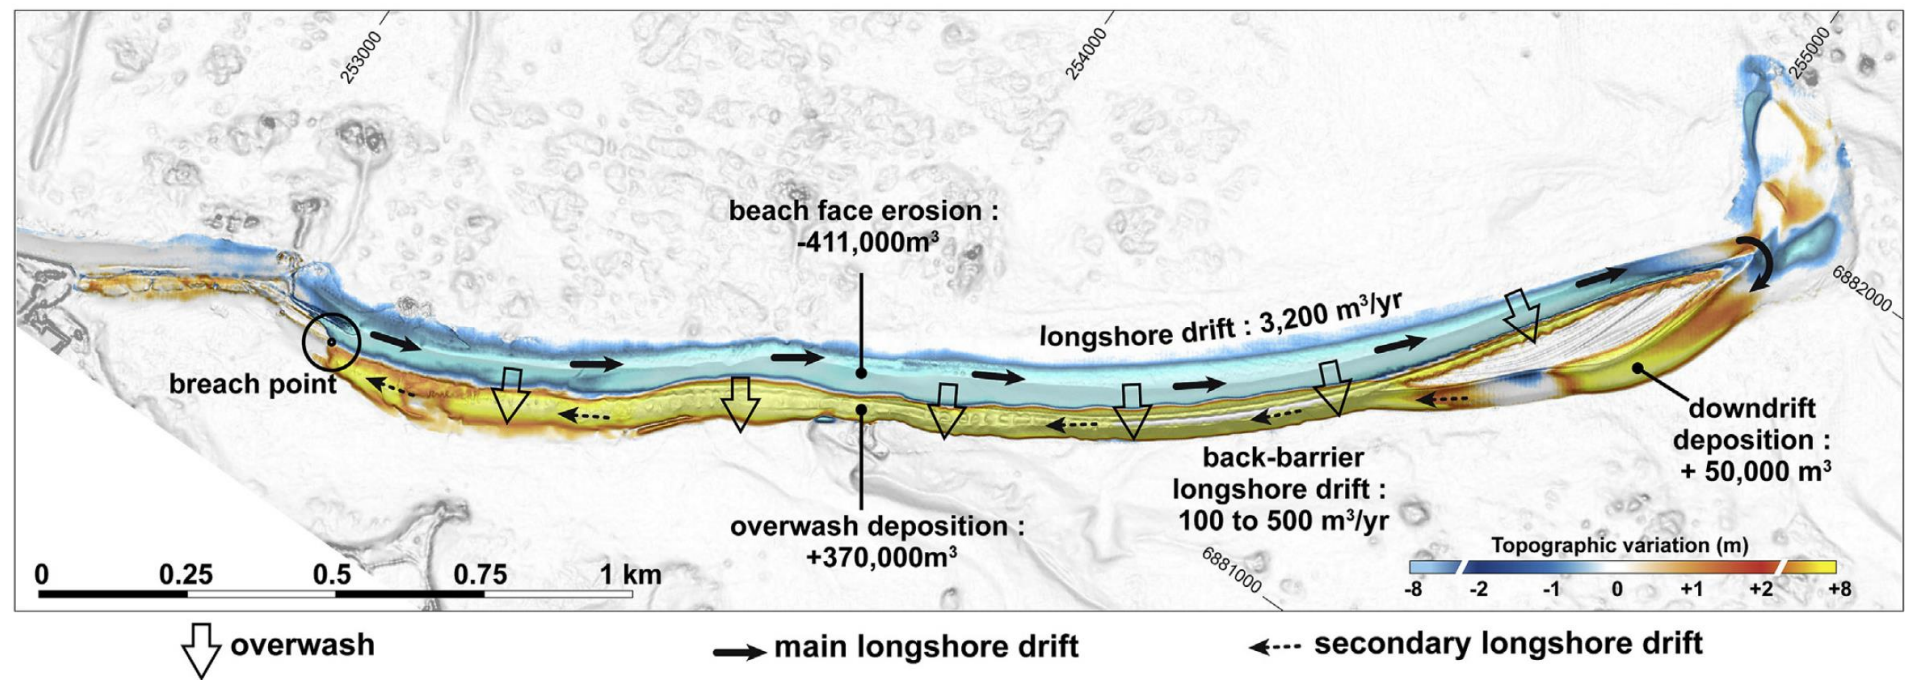 253000
254000
255000
beach face erosion :
-411,000m³
longshore drift : 3,200 m³/yr
6882000
breach point
downdrift
deposition :
+ 50,000 m³
back-barrier
longshore drift :
100 to 500 m³/yr
overwash deposition :
+370,000m³
6881000
Topographic variation (m)
-8 -2 -1 0 +1 +2 +8
0 0.25 0.5 0.75 1 km
overwash
main longshore drift
secondary longshore drift